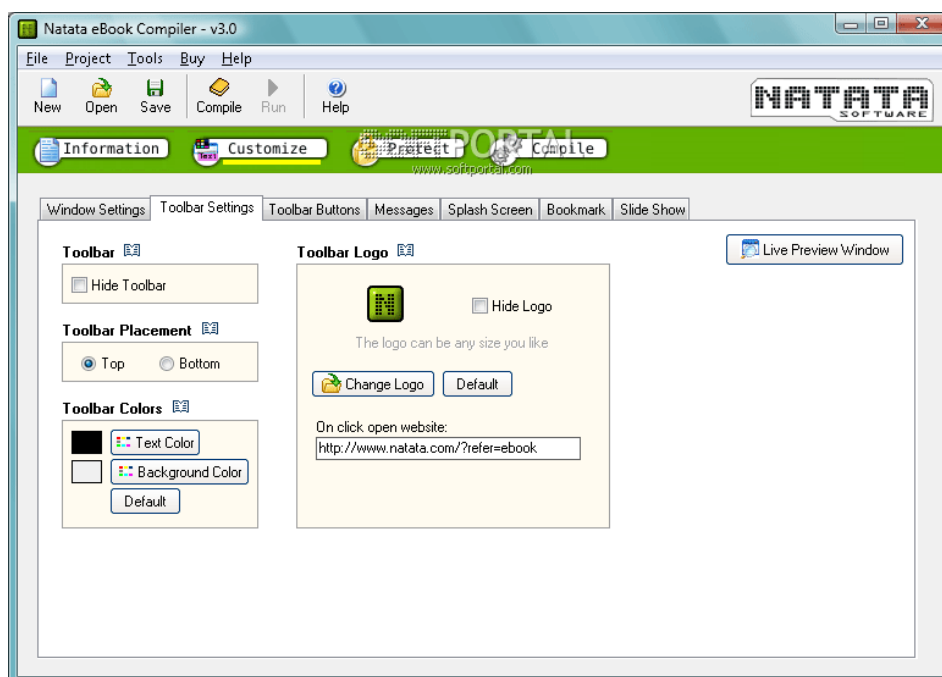 Natata eBook Compiler - v3.0
File Project Tools Buy Help
New Open Save Compile Run Help
NATATA
SOFTWARE
Information Customize Protect Compile
PORTAL
www.softportal.com
Window Settings Toolbar Settings Toolbar Buttons Messages Splash Screen Bookmark Slide Show
Toolbar Toolbar Logo Live Preview Window
Hide Toolbar
N Hide Logo
Toolbar Placement
The logo can be any size you like
Top Bottom
Change Logo Default
Toolbar Colors
On click open website:
Text Color http://www.natata.com/?refer=ebook
Background Color
Default